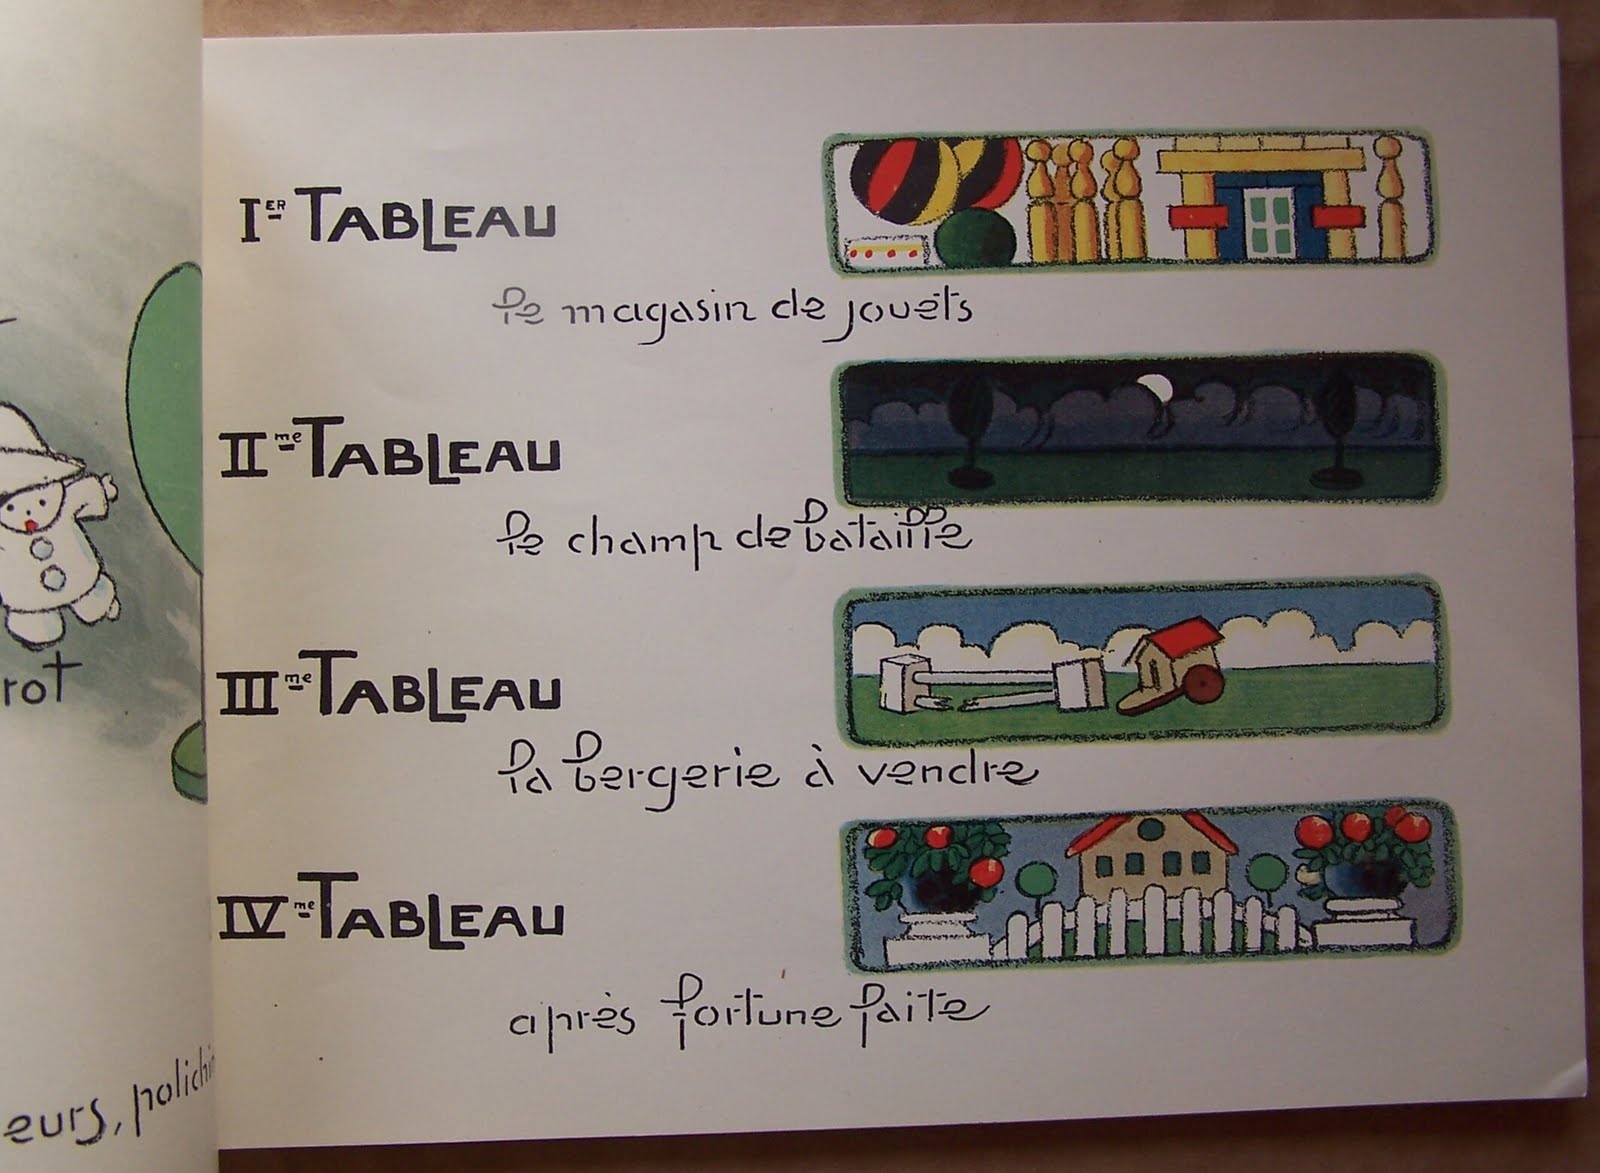 rot
eurs, polichi
IER TABLEAU
le magasin de jouets
IIme TABLEAU
le champ de bataille
IIIme TABLEAU
la bergerie à vendre
IVme TABLEAU
après fortune faite